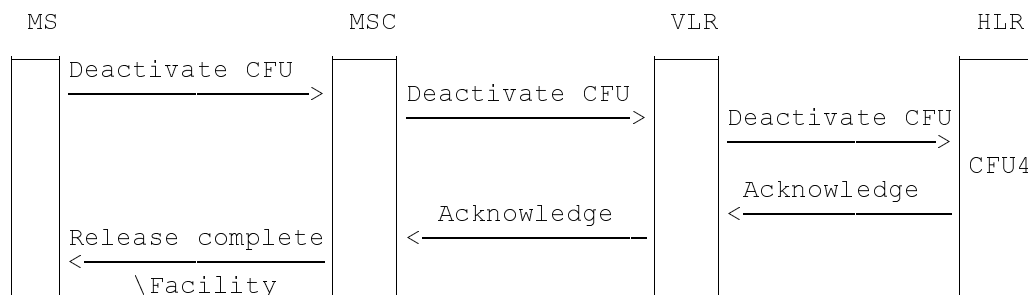 MS MSC VLR HLR
Deactivate CFU
Deactivate CFU
Deactivate CFU
CFU4
Acknowledge
Acknowledge
Release complete
\Facility